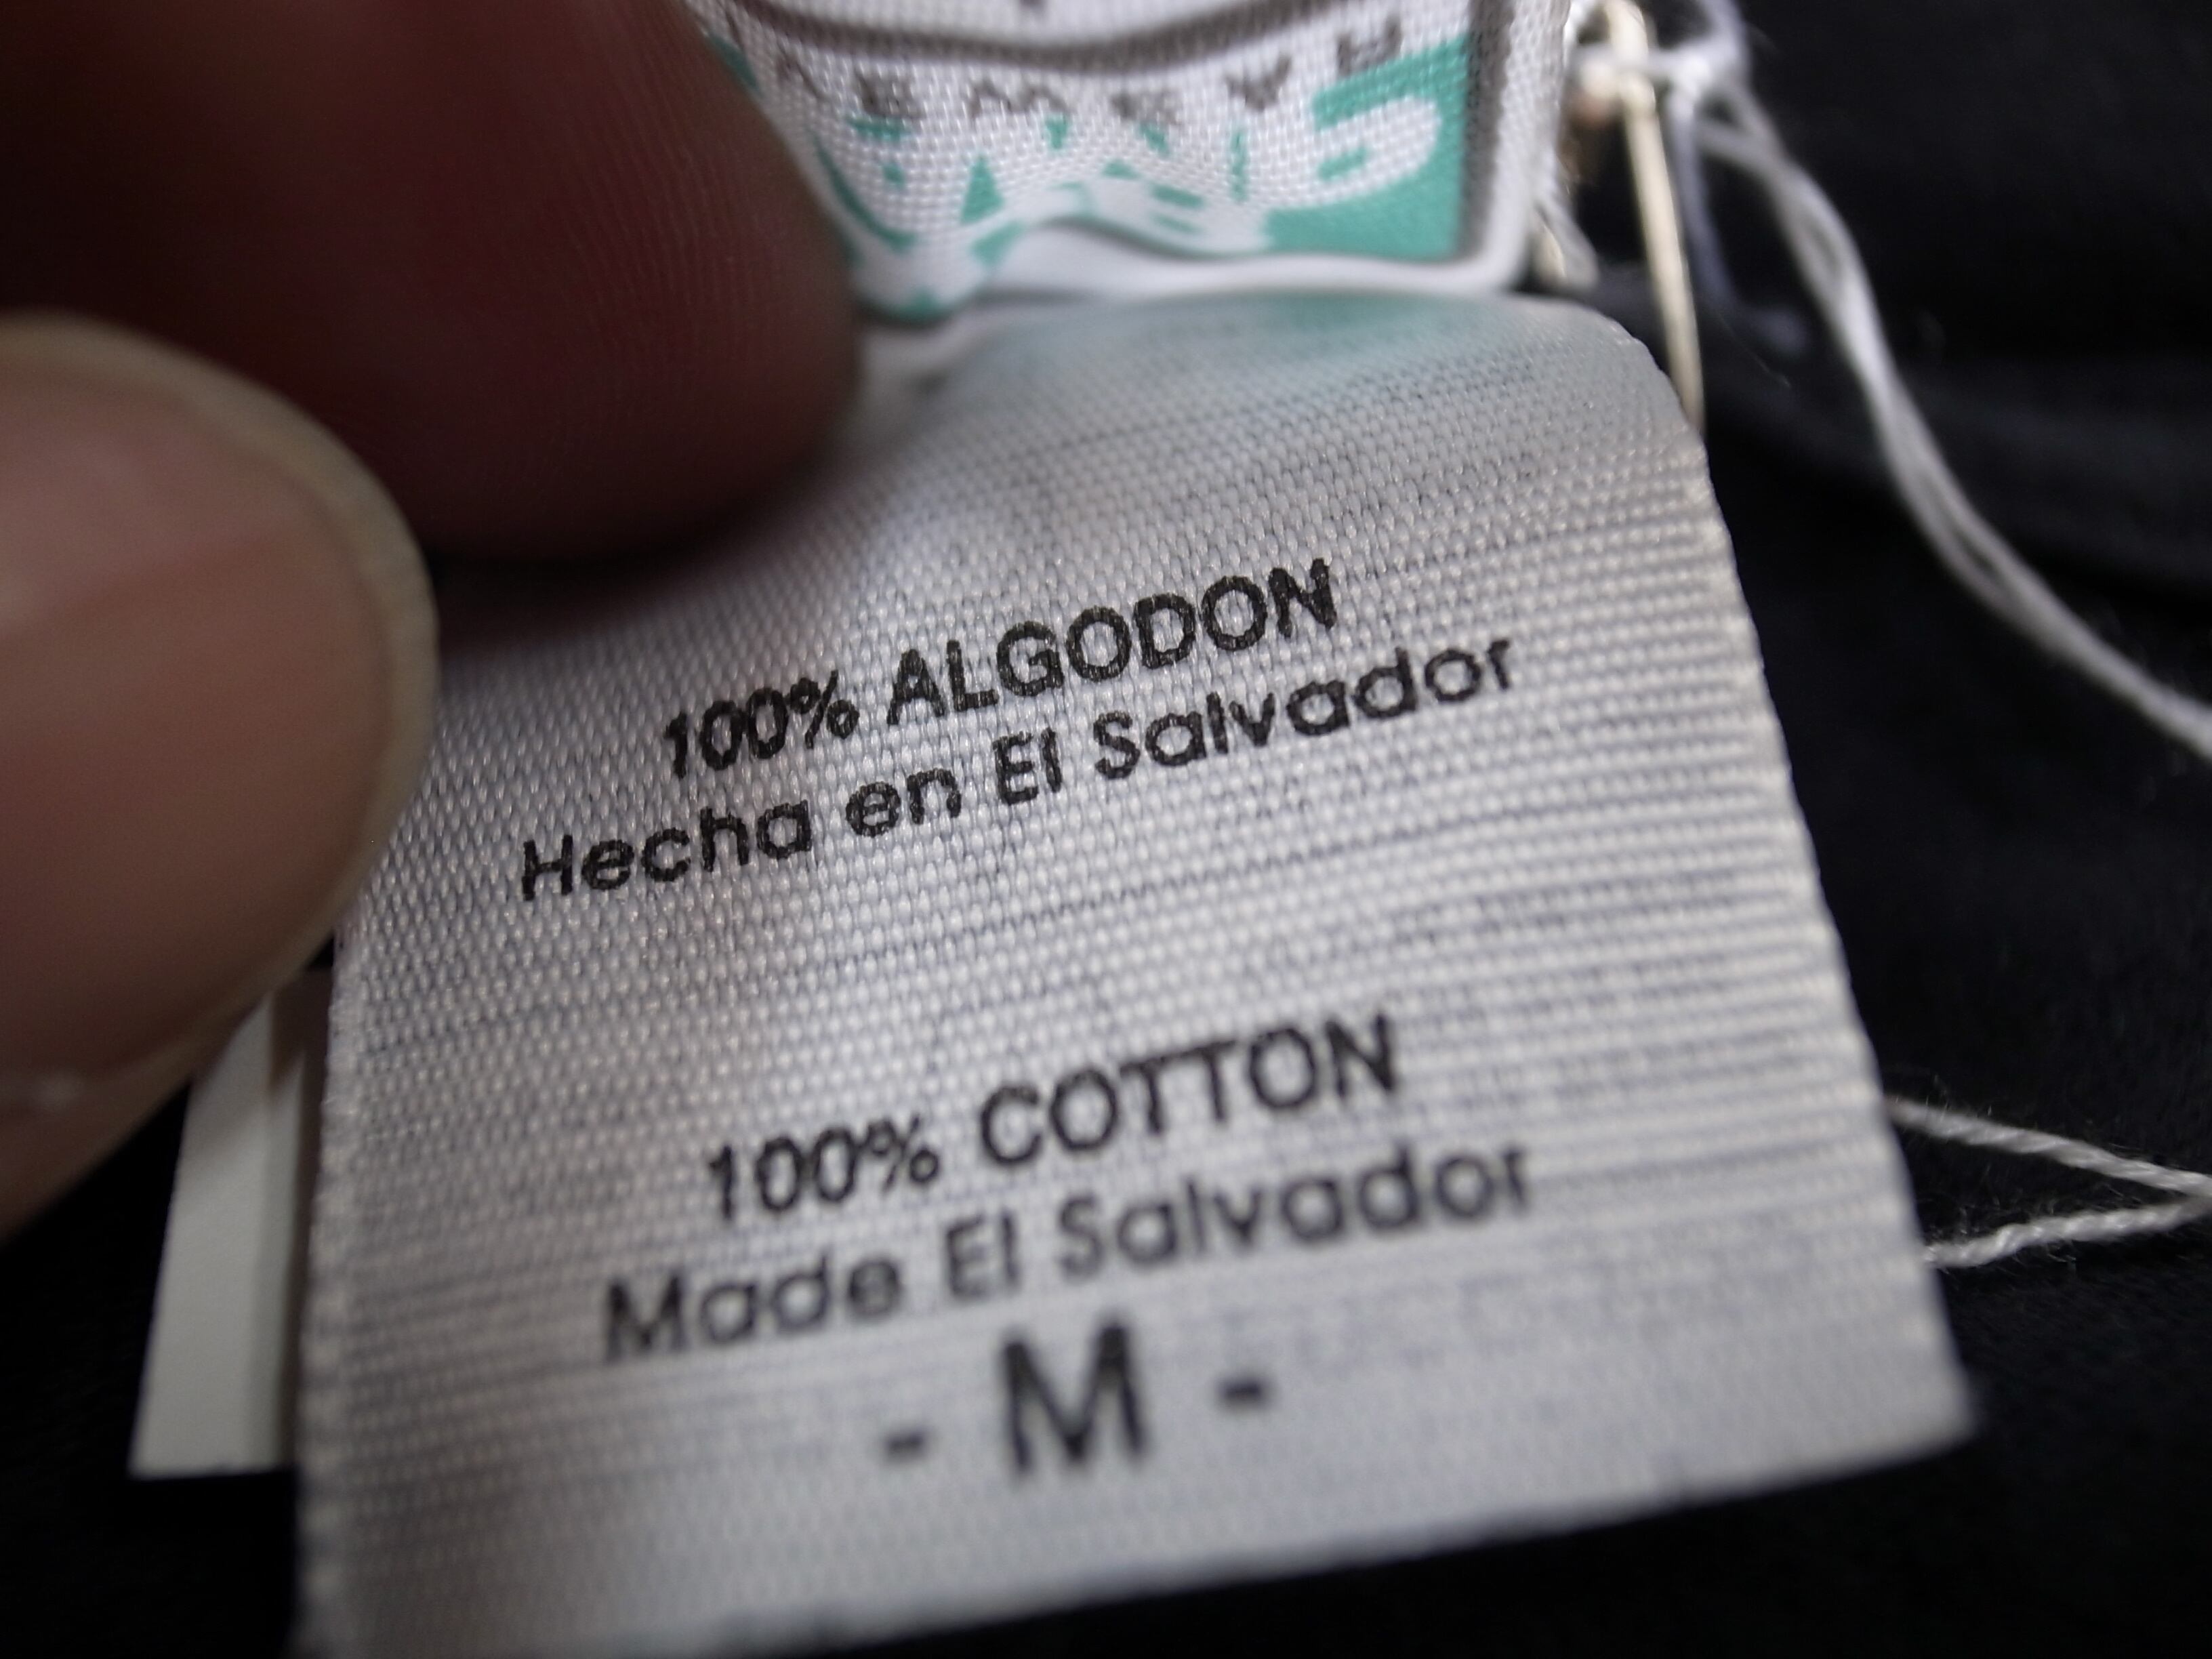 100% ALGODON
Hecha en El Salvador
100% COTTON
Made El Salvador
- M -